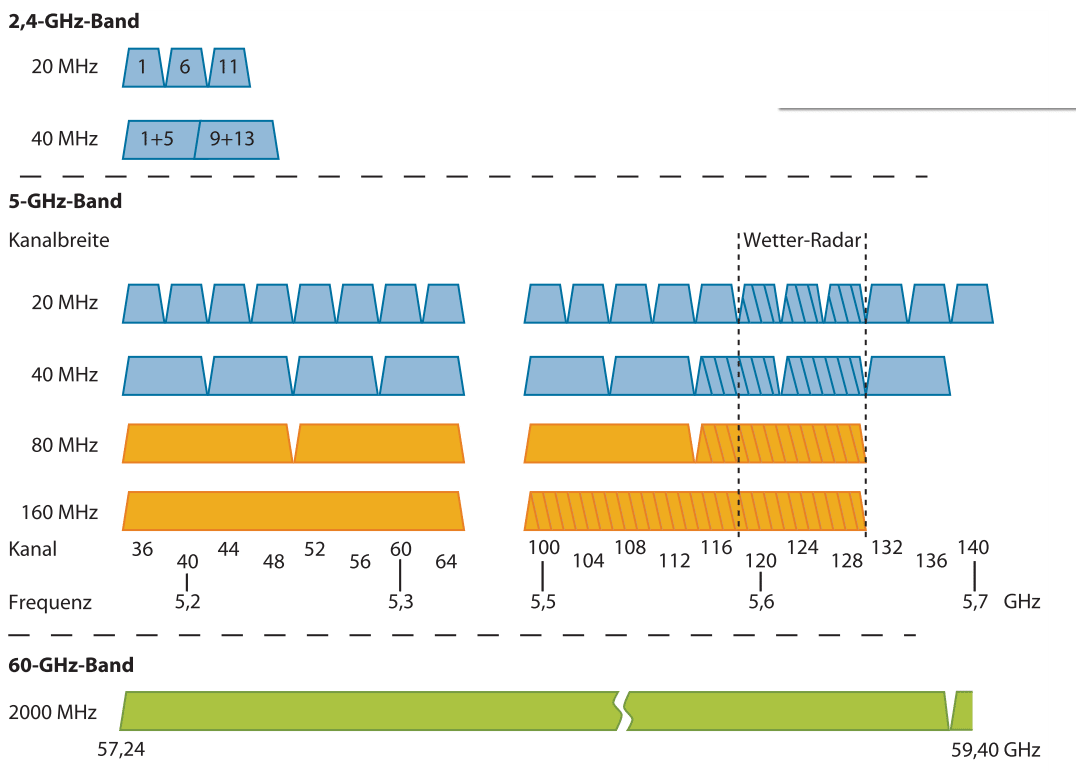 2,4-GHz-Band
20 MHz 1 6 11
40 MHz 1+5 9+13
5-GHz-Band
Kanalbreite Wetter-Radar
20 MHz
40 MHz
80 MHz
160 MHz
Kanal 36 40 44 48 52 56 60 64 100 104 108 112 116 120 124 128 132 136 140
Frequenz 5,2 5,3 5,5 5,6 5,7 GHz
60-GHz-Band
2000 MHz
57,24 59,40 GHz